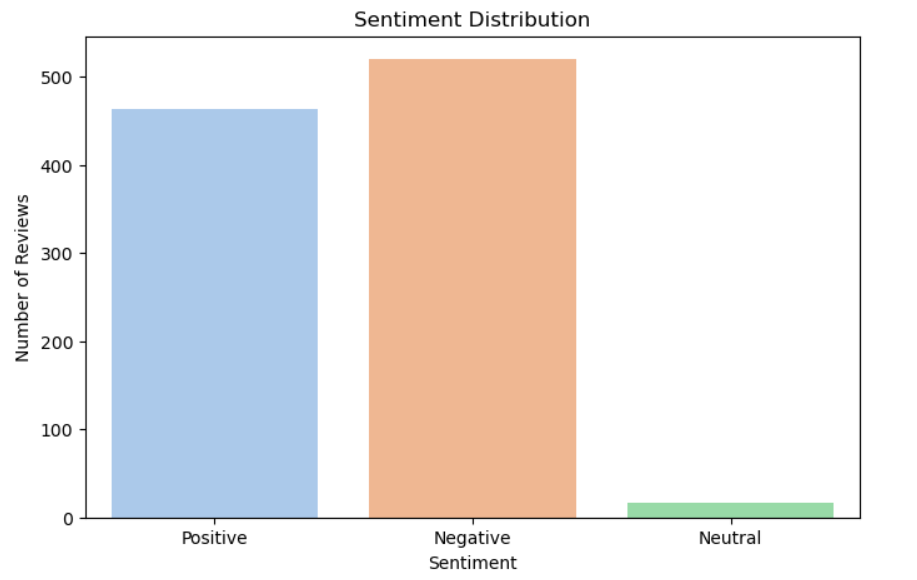 Sentiment Distribution
Number of Reviews
500
400
300
200
100
0
Positive Negative Neutral
Sentiment